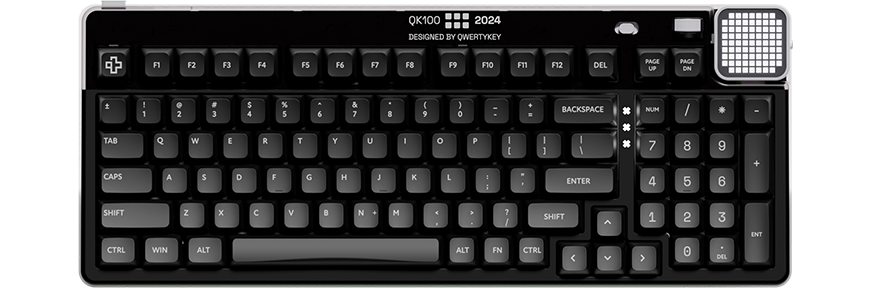 QK100 2024
DESIGNED BY QWERTYKEY
F1 F2 F3 F4 F5 F6 F7 F8 F9 F10 F11 F12 DEL PAGE UP PAGE DN
± ! 1 @ 2 # 3 $ 4 % 5 ^ 6 & 7 * 8 ( 9 ) 0 - + = BACKSPACE NUM / * -
TAB Q W E R T Y U I O P [ ] \ 7 8 9 +
CAPS A S D F G H J K L : ; " , ENTER 4 5 6
SHIFT Z X C V B N M < , > . ? / SHIFT 1 2 3 ENT
CTRL WIN ALT ALT FN CTRL 0 . DEL